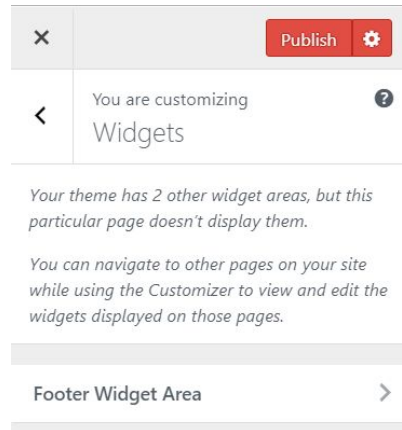 Publish
You are customizing
Widgets
Your theme has 2 other widget areas, but this
particular page doesn't display them.
You can navigate to other pages on your site
while using the Customizer to view and edit the
widgets displayed on those pages.
Footer Widget Area